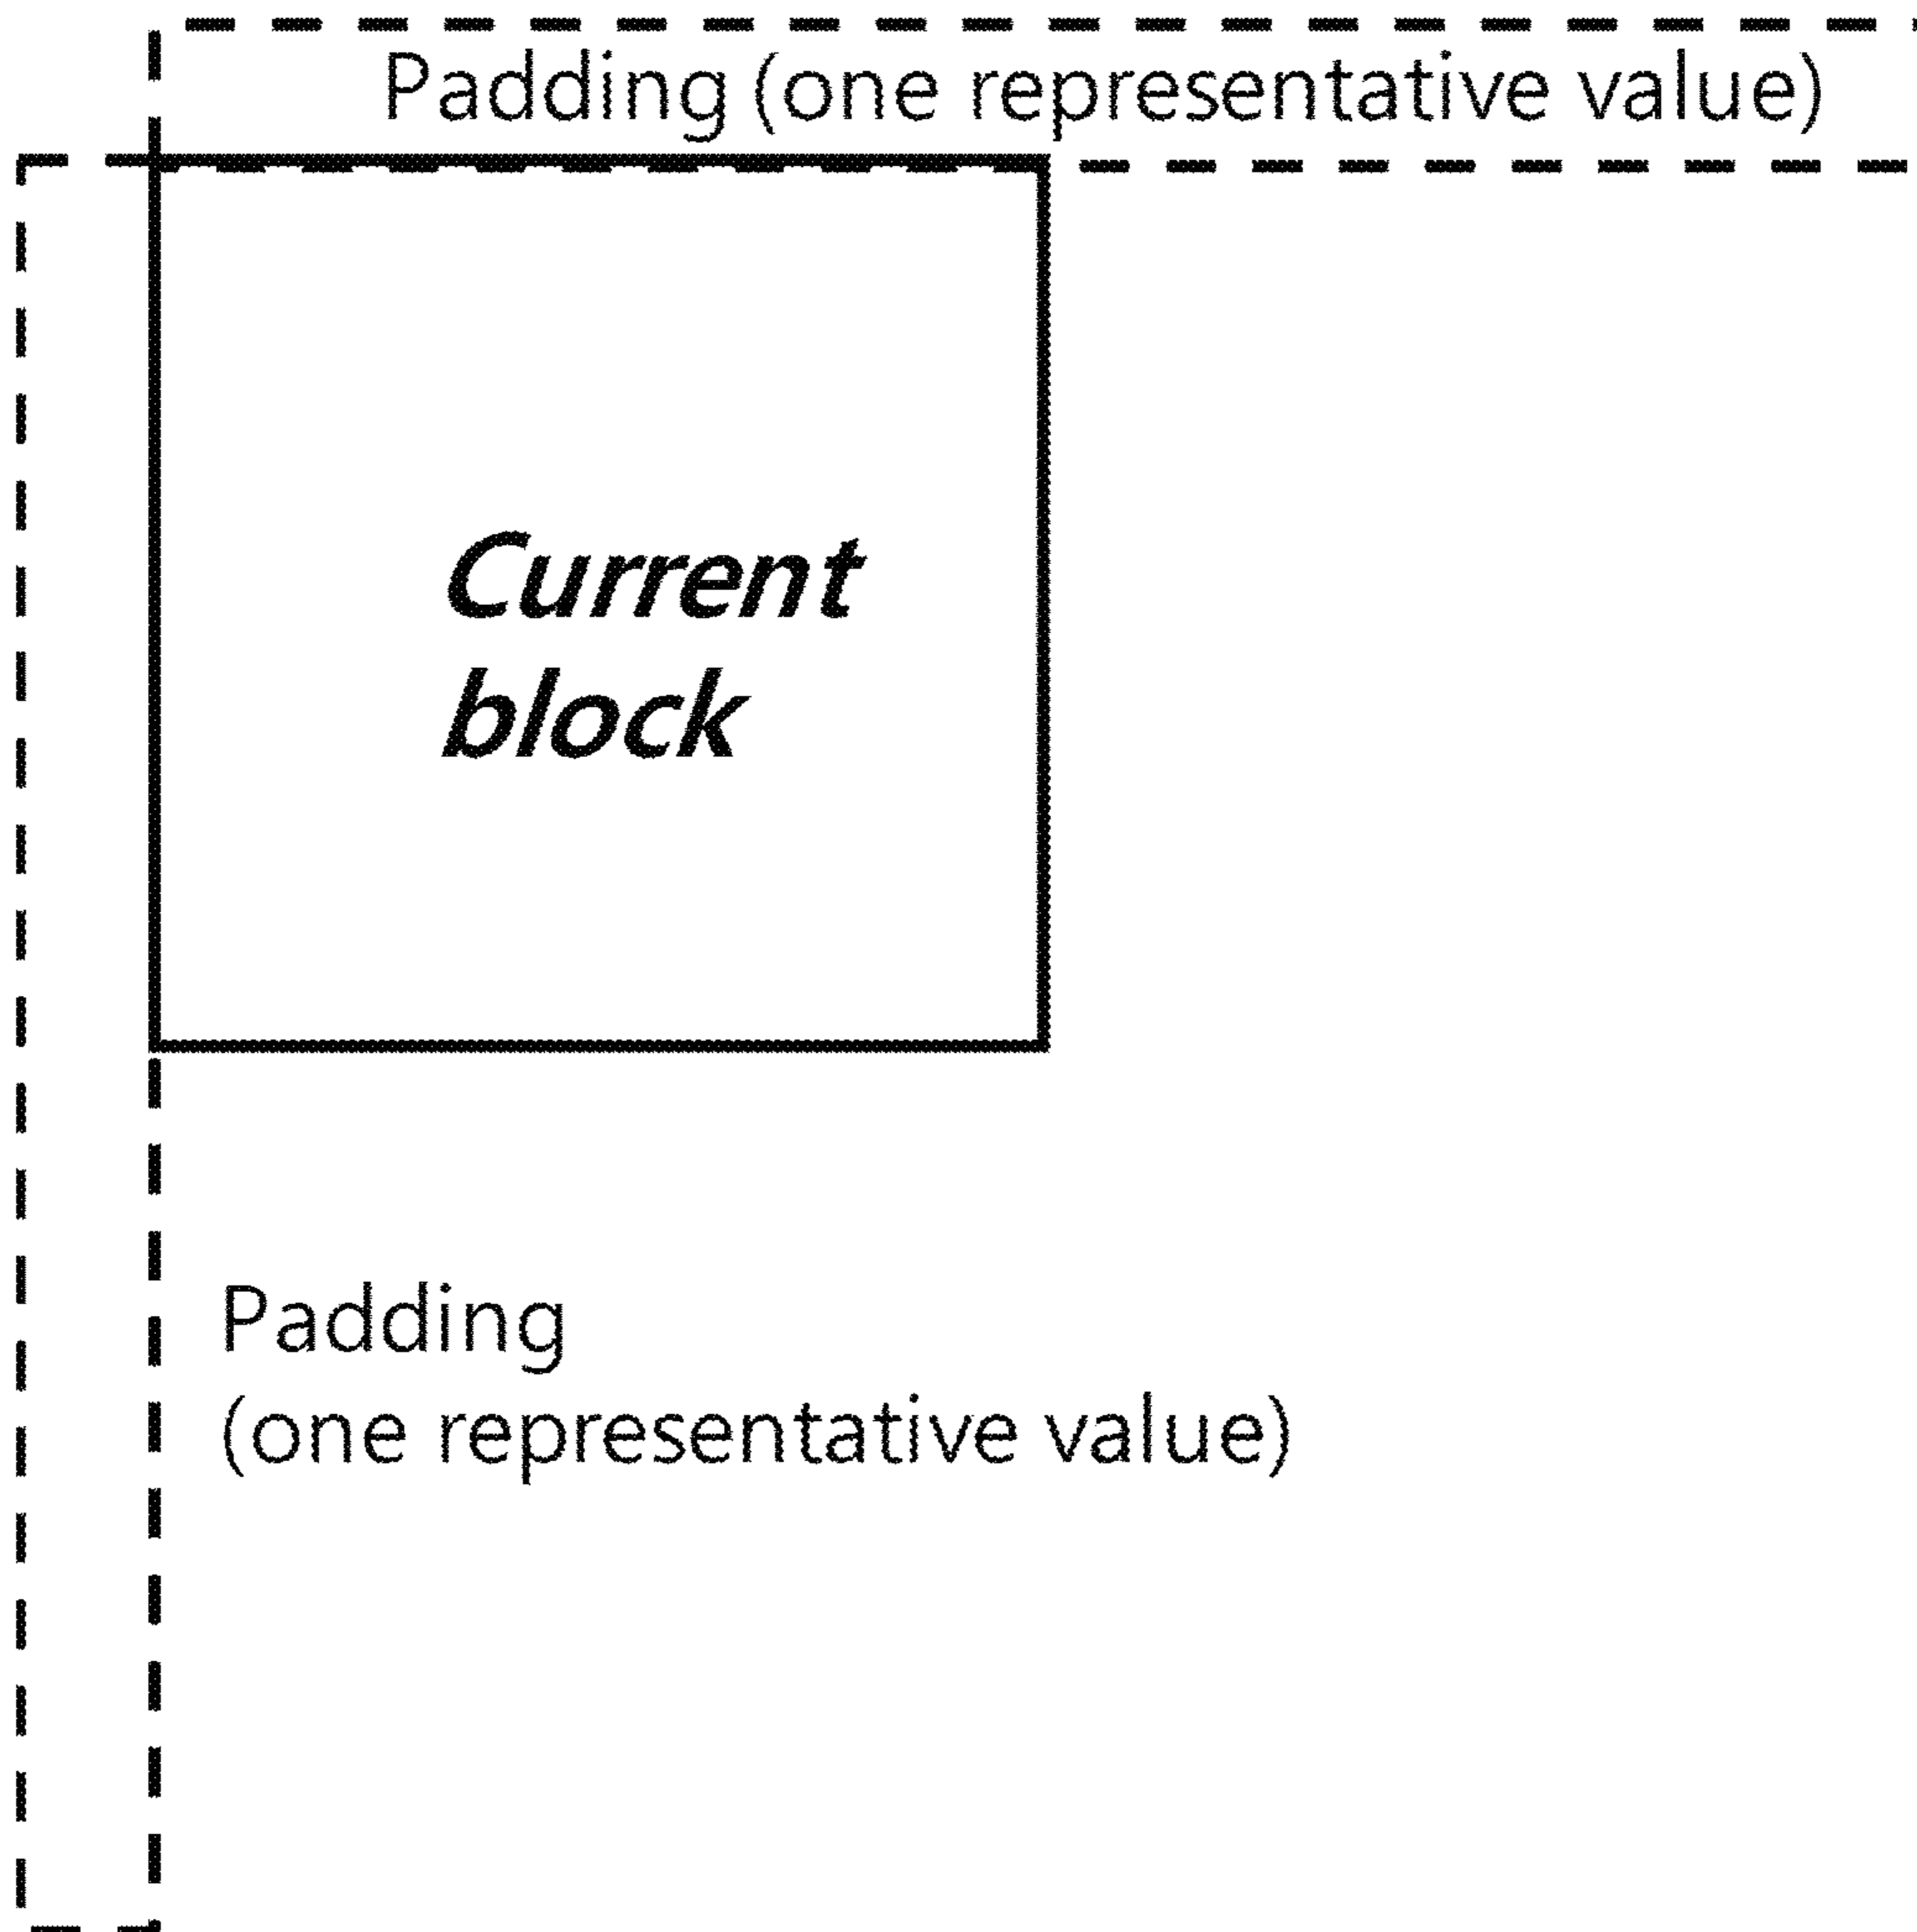 Padding (one representative value)
Current
block
Padding
(one representative value)